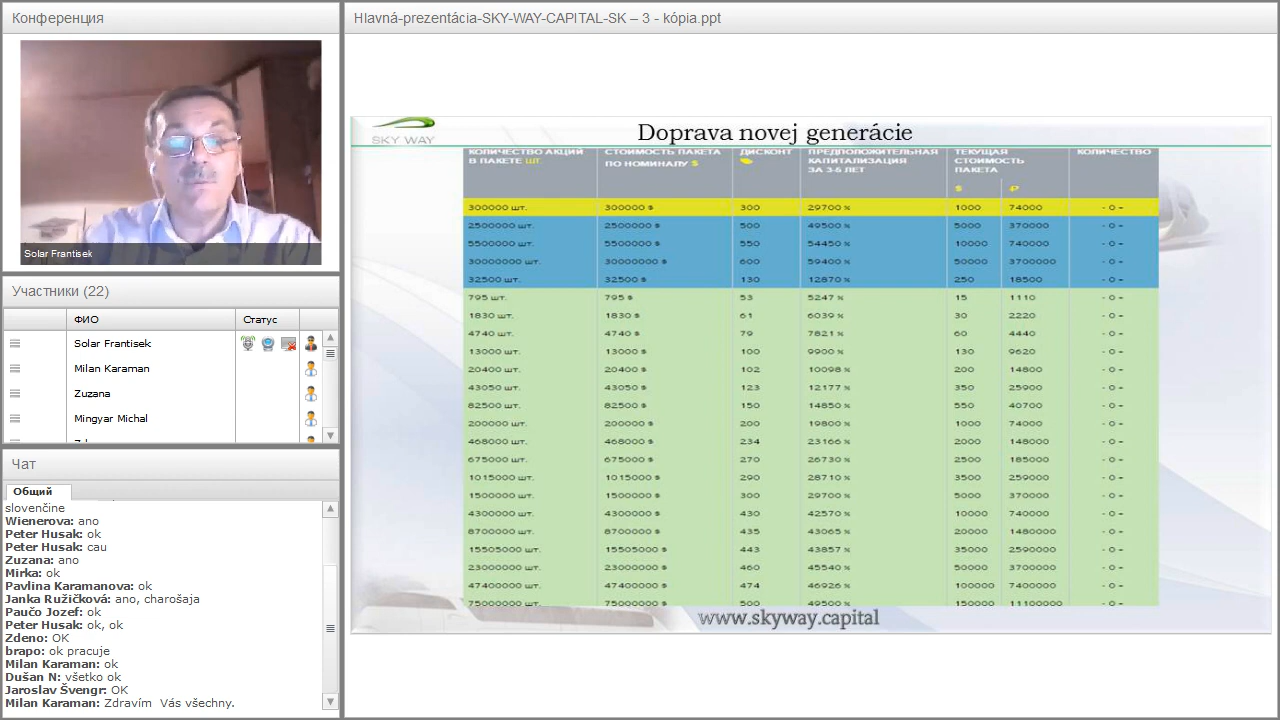 Конференция
Solar Frantisek
Участники (22)
ФИО Статус
Solar Frantisek
Milan Karaman
Zuzana
Mingyar Michal
Чат
Общий
slovenčine
Wienerova: ano
Peter Husak: ok
Peter Husak: cau
Zuzana: ano
Mirka: ok
Pavlina Karamanova: ok
Janka Ružičková: ano, charošaja
Paučo Jozef: ok
Peter Husak: ok, ok
Zdeno: OK
brapo: ok pracuje
Milan Karaman: ok
Dušan N: všetko ok
Jaroslav Švengr: OK
Milan Karaman: Zdravím Vás všechny.
Hlavná-prezentácia-SKY-WAY-CAPITAL-SK – 3 - kópia.ppt
SKY WAY
Doprava novej generácie
КОЛИЧЕСТВО АКЦИЙ В ПАКЕТЕ ШТ. СТОИМОСТЬ ПАКЕТА ПО НОМИНАЛУ $ ДИСКОНТ ПРЕДПОЛОЖИТЕЛЬНАЯ КАПИТАЛИЗАЦИЯ ЗА 3-5 ЛЕТ ТЕКУЩАЯ СТОИМОСТЬ ПАКЕТА КОЛИЧЕСТВО
$ ₽
300000 шт. 300000 $ 300 29700 % 1000 74000 - 0 -
2500000 шт. 2500000 $ 500 49500 % 5000 370000 - 0 -
5500000 шт. 5500000 $ 550 54450 % 10000 740000 - 0 -
30000000 шт. 30000000 $ 600 59400 % 50000 3700000 - 0 -
32500 шт. 32500 $ 130 12870 % 250 18500 - 0 -
795 шт. 795 $ 53 5247 % 15 1110 - 0 -
1830 шт. 1830 $ 61 6039 % 30 2220 - 0 -
4740 шт. 4740 $ 79 7821 % 60 4440 - 0 -
13000 шт. 13000 $ 100 9900 % 130 9620 - 0 -
20400 шт. 20400 $ 102 10098 % 200 14800 - 0 -
43050 шт. 43050 $ 123 12177 % 350 25900 - 0 -
82500 шт. 82500 $ 150 14850 % 550 40700 - 0 -
200000 шт. 200000 $ 200 19800 % 1000 74000 - 0 -
468000 шт. 468000 $ 234 23166 % 2000 148000 - 0 -
675000 шт. 675000 $ 270 26730 % 2500 185000 - 0 -
1015000 шт. 1015000 $ 290 28710 % 3500 259000 - 0 -
1500000 шт. 1500000 $ 300 29700 % 5000 370000 - 0 -
4300000 шт. 4300000 $ 430 42570 % 10000 740000 - 0 -
8700000 шт. 8700000 $ 435 43065 % 20000 1480000 - 0 -
15505000 шт. 15505000 $ 443 43857 % 35000 2590000 - 0 -
23000000 шт. 23000000 $ 460 45540 % 50000 3700000 - 0 -
47400000 шт. 47400000 $ 474 46926 % 100000 7400000 - 0 -
75000000 шт. 75000000 $ 500 49500 % 150000 11100000 - 0 -
www.skyway.capital